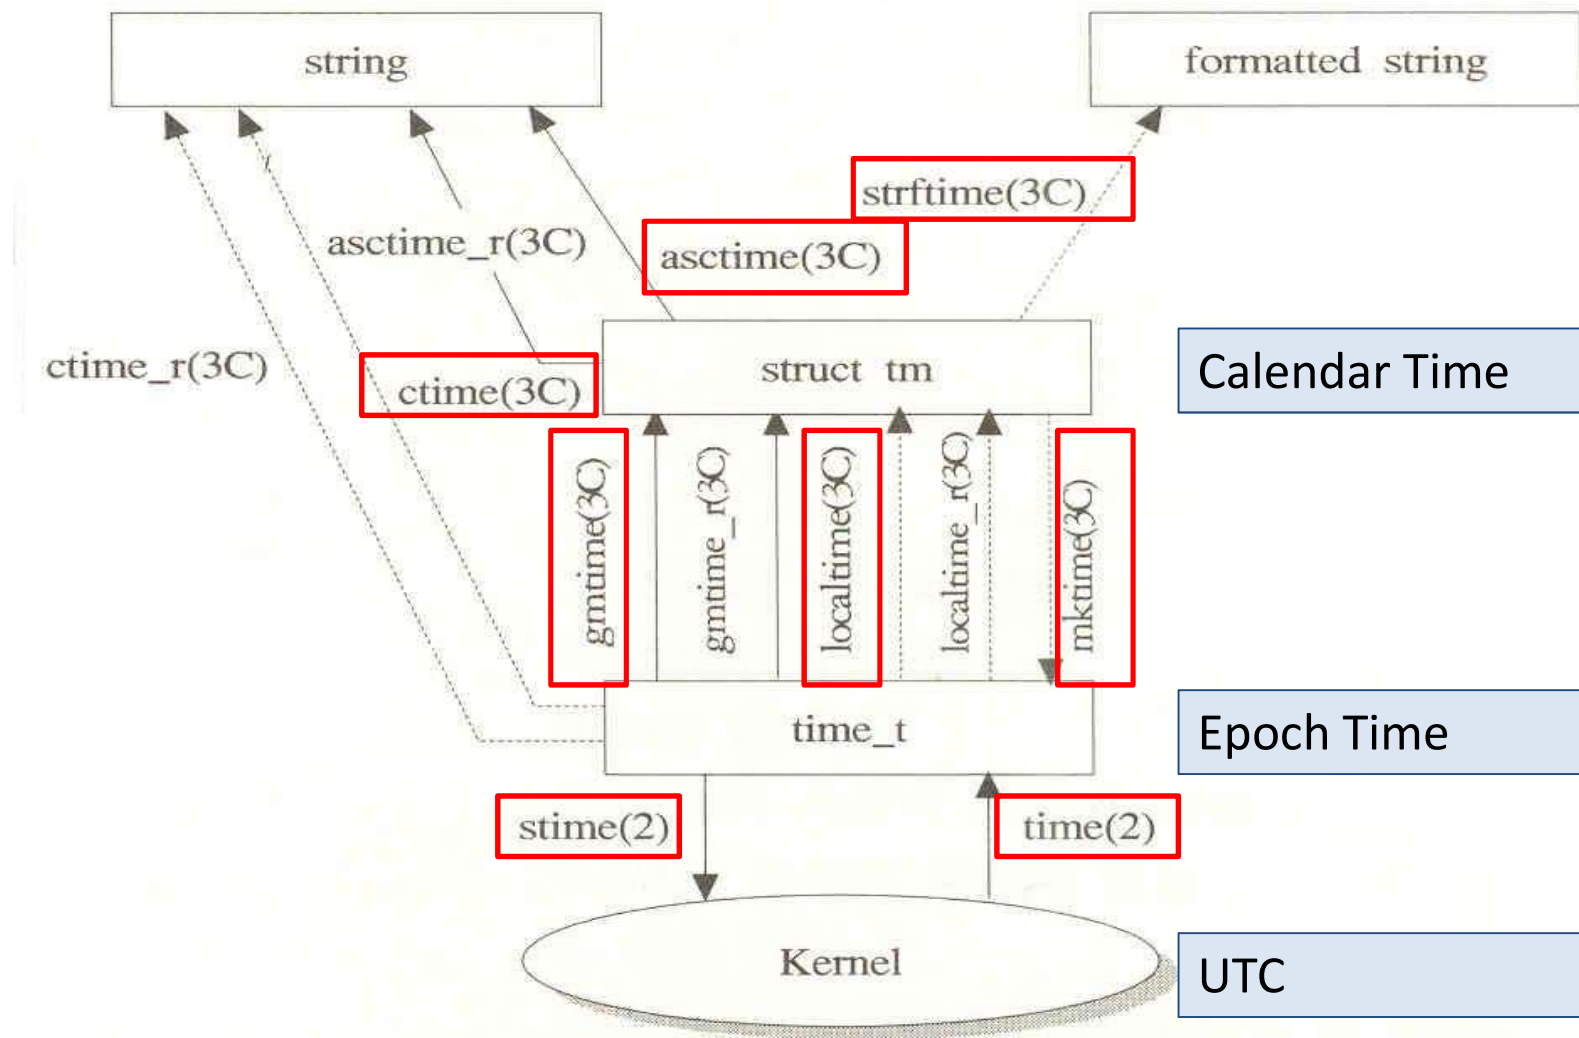 string
formatted string
strftime(3C)
asctime_r(3C)
asctime(3C)
ctime_r(3C)
ctime(3C)
struct tm
Calendar Time
gmtime(3C)
gmtime_r(3C)
localtime(3C)
localtime_r(3C)
mktime(3C)
time_t
Epoch Time
stime(2)
time(2)
Kernel
UTC